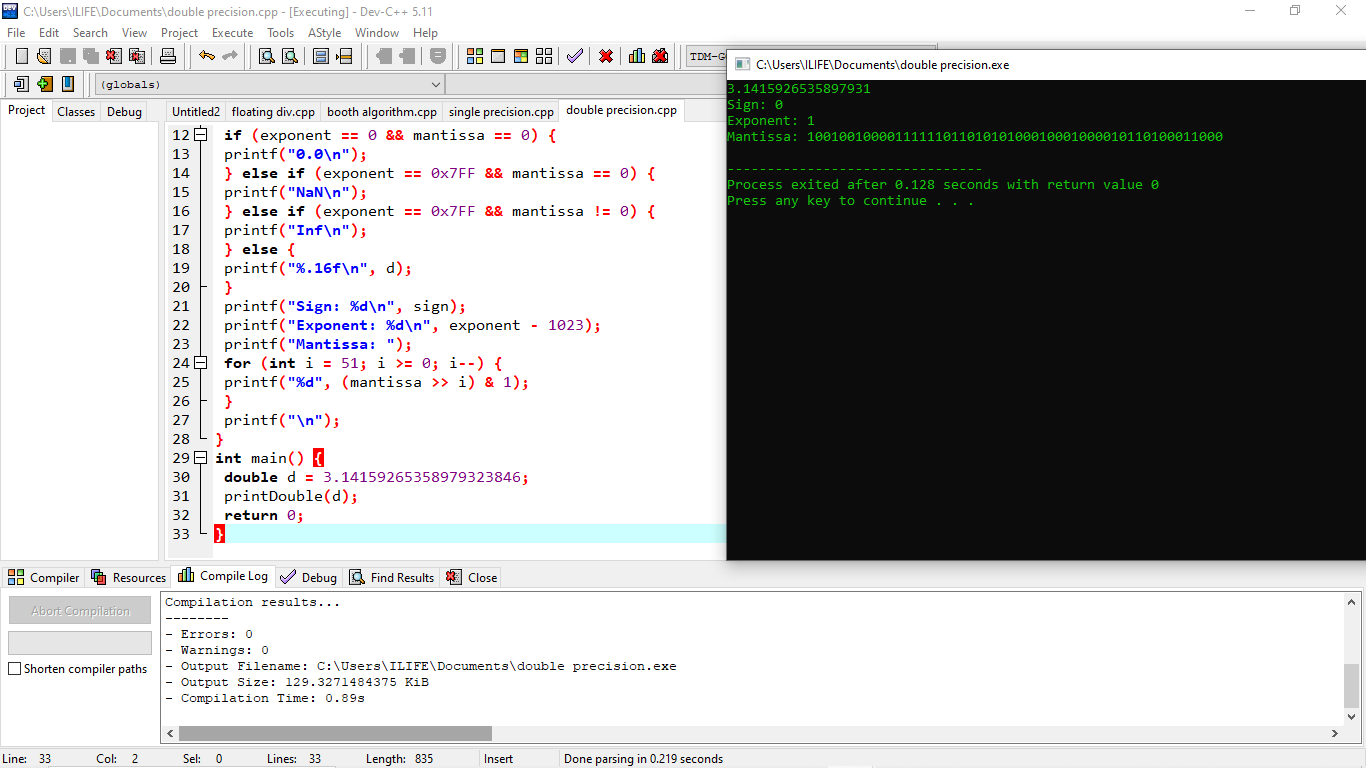 C:\Users\ILIFE\Documents\double precision.cpp - [Executing] - Dev-C++ 5.11
File Edit Search View Project Execute Tools AStyle Window Help
TDM-G
(globals)
Project Classes Debug
Untitled2 floating div.cpp booth algorithm.cpp single precision.cpp double precision.cpp
12 if (exponent == 0 && mantissa == 0) {
13 printf("0.0\n");
14 } else if (exponent == 0x7FF && mantissa == 0) {
15 printf("NaN\n");
16 } else if (exponent == 0x7FF && mantissa != 0) {
17 printf("Inf\n");
18 } else {
19 printf("%.16f\n", d);
20 }
21 printf("Sign: %d\n", sign);
22 printf("Exponent: %d\n", exponent - 1023);
23 printf("Mantissa: ");
24 for (int i = 51; i >= 0; i--) {
25 printf("%d", (mantissa >> i) & 1);
26 }
27 printf("\n");
28 }
29 int main() {
30 double d = 3.14159265358979323846;
31 printDouble(d);
32 return 0;
33 }
C:\Users\ILIFE\Documents\double precision.exe
3.1415926535897931
Sign: 0
Exponent: 1
Mantissa: 1001001000011111101101010100010001000010110100011000
--------------------------------
Process exited after 0.128 seconds with return value 0
Press any key to continue . . .
Compiler Resources Compile Log Debug Find Results Close
Abort Compilation
Shorten compiler paths
Compilation results...
--------
- Errors: 0
- Warnings: 0
- Output Filename: C:\Users\ILIFE\Documents\double precision.exe
- Output Size: 129.3271484375 KiB
- Compilation Time: 0.89s
Line: 33 Col: 2 Sel: 0 Lines: 33 Length: 835 Insert Done parsing in 0.219 seconds